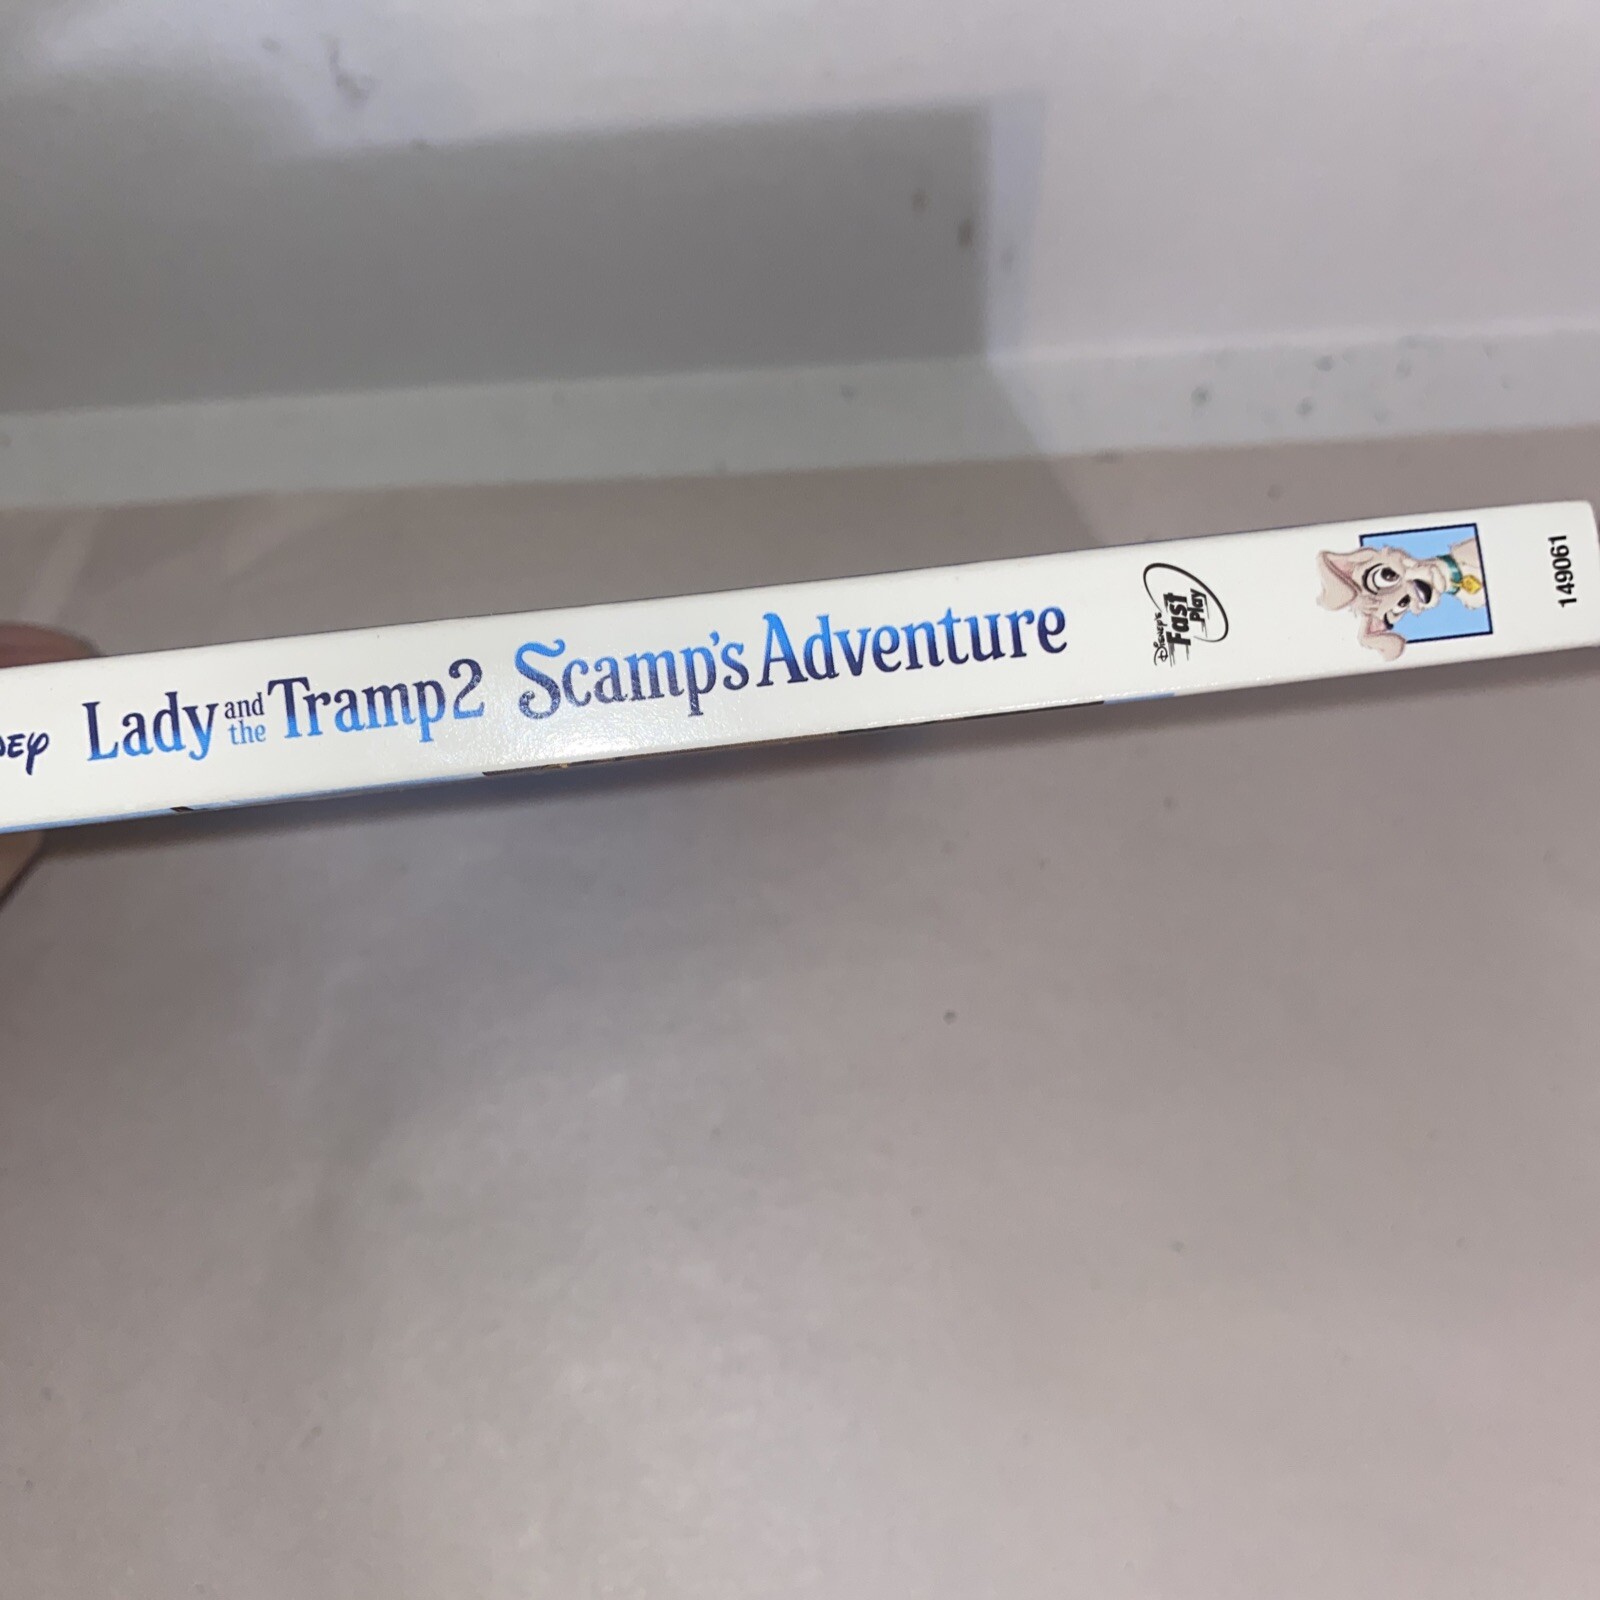 Lady and the Tramp 2 Scamp's Adventure
Disney's Fast Play
149061